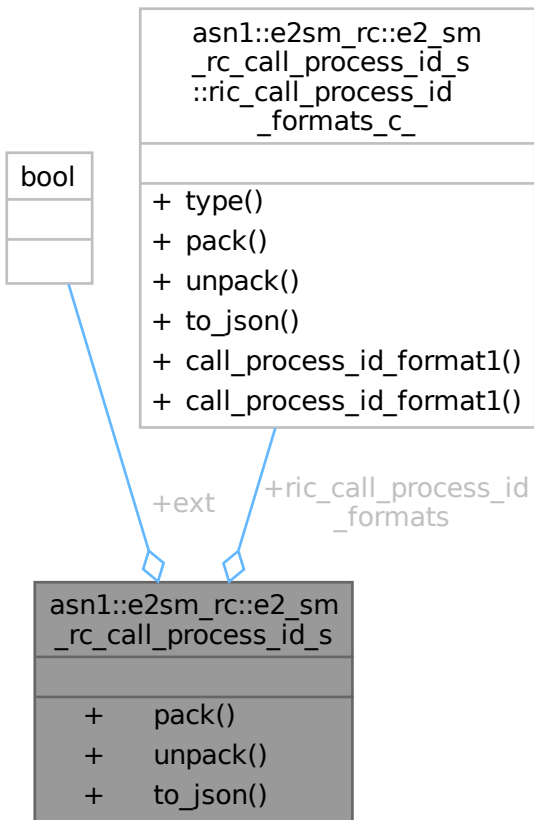 asn1::e2sm_rc::e2_sm
_rc_call_process_id_s
::ric_call_process_id
_formats_c_
bool
+ type()
+ pack()
+ unpack()
+ to_json()
+ call_process_id_format1()
+ call_process_id_format1()
+ext
+ric_call_process_id
_formats
asn1::e2sm_rc::e2_sm
_rc_call_process_id_s
+ pack()
+ unpack()
+ to_json()